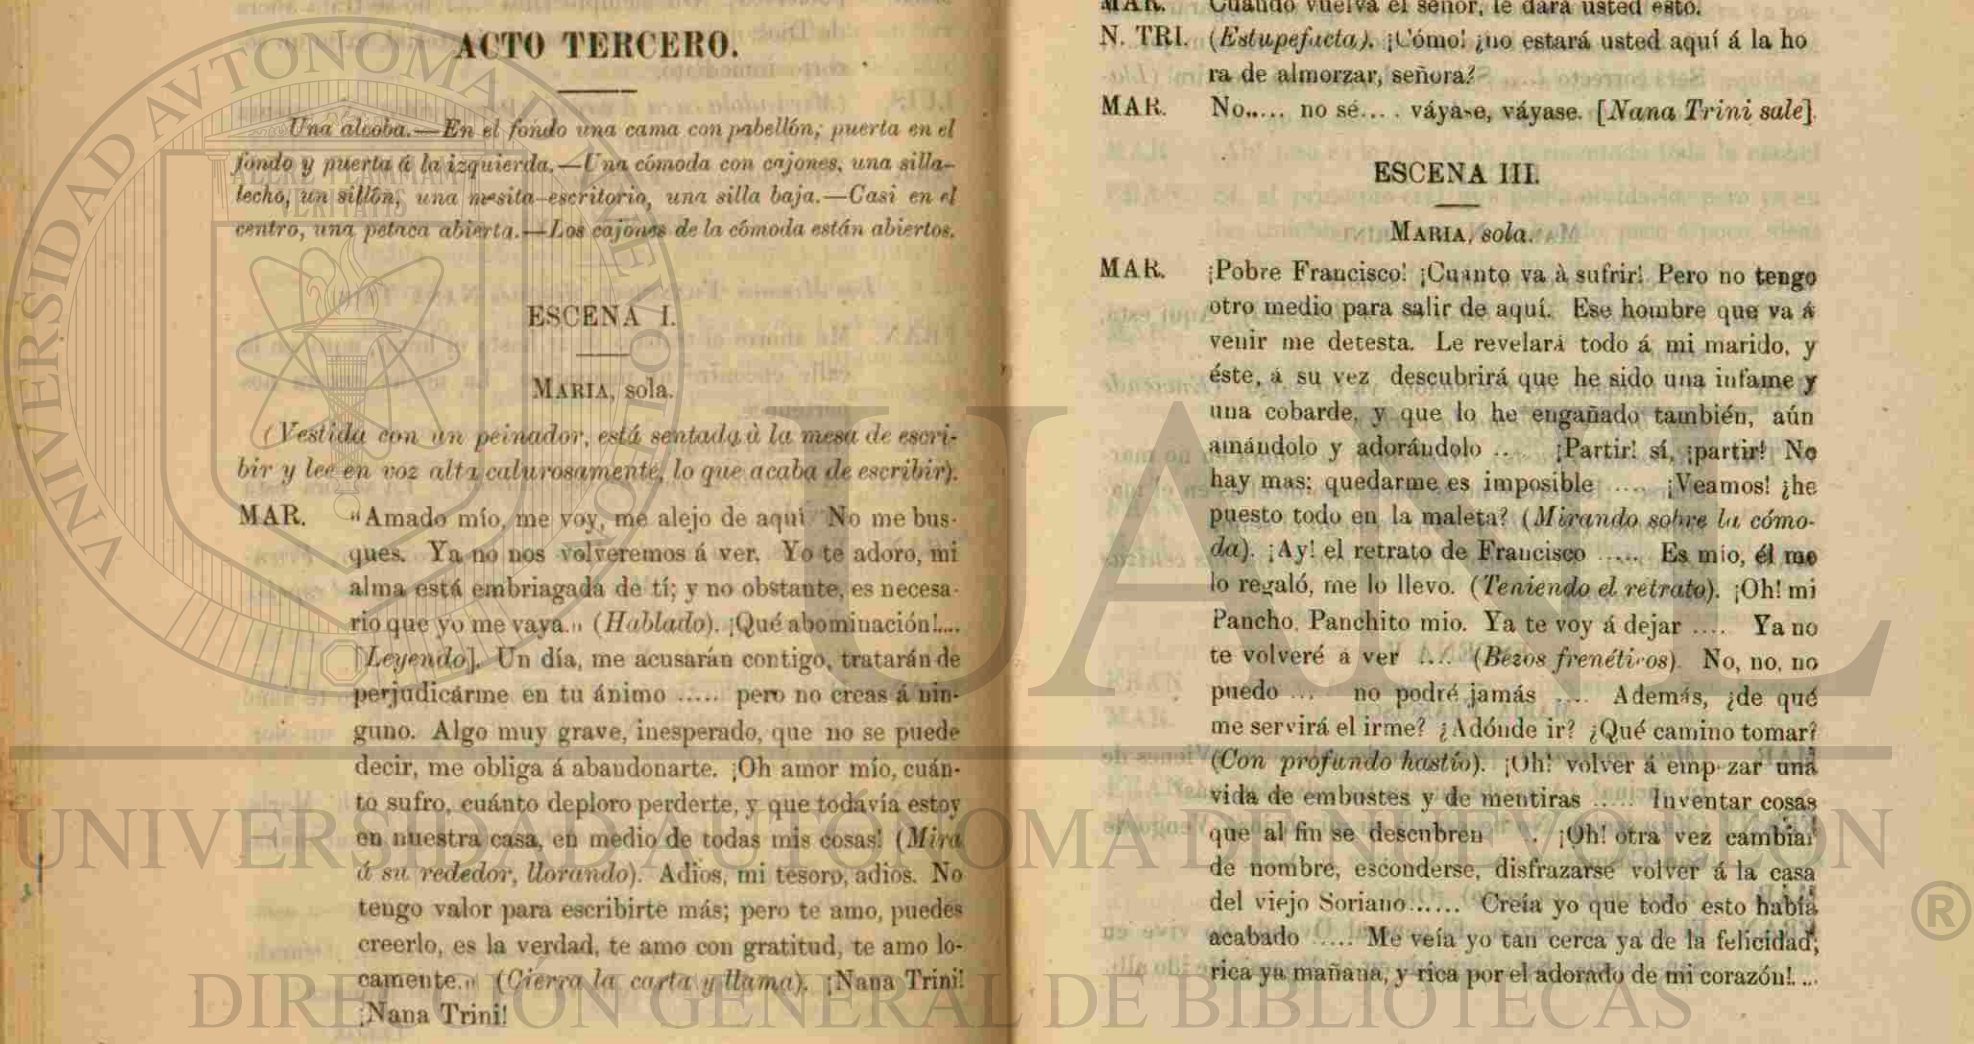 ACTO TERCERO.
Una alcoba.—En el fondo una cama con pabellón; puerta en el
fondo y puerta á la izquierda.—Una cómoda con cajones, una silla-
lecho, un sillón, una mesita-escritorio, una silla baja.—Casi en el
centro, una petaca abierta.—Los cajones de la cómoda están abiertos.
ESCENA I.
MARIA, sola.
(Vestida con un peinador, está sentada à la mesa de escri-
bir y lee en voz alta calurosamente, lo que acaba de escribir).
MAR. "Amado mío, me voy, me alejo de aquí No me bus-
ques. Ya no nos volveremos á ver. Yo te adoro, mi
alma está embriagada de tí; y no obstante, es necesa-
rio que yo me vaya." (Hablado). ¡Qué abominación!....
[Leyendo]. Un día, me acusarán contigo, tratarán de
perjudicárme en tu ánimo ..... pero no creas á nin-
guno. Algo muy grave, inesperado, que no se puede
decir, me obliga á abandonarte. ¡Oh amor mío, cuán-
to sufro, cuánto deploro perderte, y que todavía estoy
en nuestra casa, en medio de todas mis cosas! (Mira
á su rededor, llorando). Adios, mi tesoro, adios. No
tengo valor para escribirte más; pero te amo, puedes
creerlo, es la verdad, te amo con gratitud, te amo lo-
camente." (Cierra la carta y llama). ¡Nana Trini!
¡Nana Trini!
MAR. Cuando vuelva el señor, le dará usted esto.
N. TRI. (Estupefacta). ¡Cómo! ¿no estará usted aquí á la ho
ra de almorzar, señora?
MAR. No..... no sé.... váyase, váyase. [Nana Trini sale].
ESCENA III.
MARIA, sola.
MAR. ¡Pobre Francisco! ¡Cuanto va à sufrir! Pero no tengo
otro medio para salir de aquí. Ese hombre que va á
venir me detesta. Le revelará todo á mi marido, y
éste, á su vez descubrirá que he sido una infame y
una cobarde, y que lo he engañado también, aún
amándolo y adorándolo .... ¡Partir! sí, ¡partir! No
hay mas; quedarme es imposible .... ¡Veamos! ¿he
puesto todo en la maleta? (Mirando sobre la cómo-
da). ¡Ay! el retrato de Francisco ..... Es mio, él me
lo regaló, me lo llevo. (Teniendo el retrato). ¡Oh! mi
Pancho, Panchito mio. Ya te voy á dejar .... Ya no
te volveré á ver .... (Bezos frenéticos). No, no, no
puedo ... no podré jamás .... Además, ¿de qué
me servirá el irme? ¿Adónde ir? ¿Qué camino tomar?
(Con profundo hastío). ¡Oh! volver á emp zar una
vida de embustes y de mentiras ..... Inventar cosas
que al fin se descubren ... ¡Oh! otra vez cambiar
de nombre, esconderse, disfrazarse volver á la casa
del viejo Soriano...... Creía yo que todo esto había
acabado ..... Me veía yo tan cerca ya de la felicidad;
rica ya mañana, y rica por el adorado de mi corazón!...
UNIVERSIDAD AUTONOMA DE NUEVO LEON
ALERE FLAMMAM
VERITATIS
UANL
UNIVERSIDAD AUTÓNOMA DE NUEVO LEÓN
®
DIRECCIÓN GENERAL DE BIBLIOTECAS